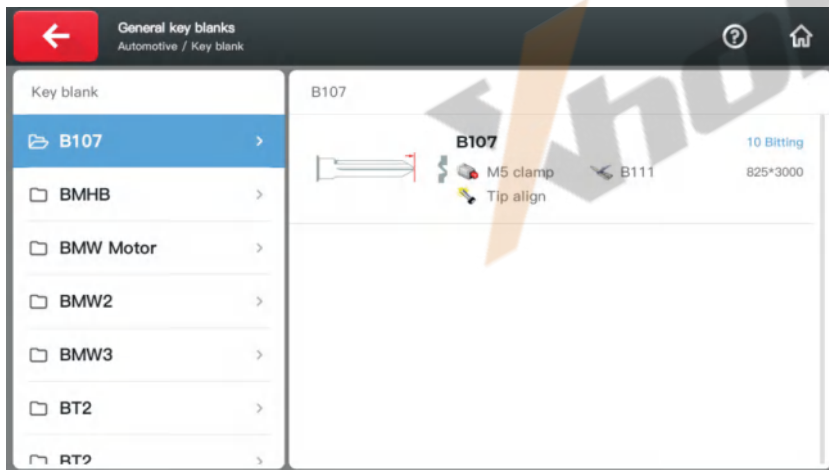 General key blanks
Automotive / Key blank
Key blank
B107
BMHB
BMW Motor
BMW2
BMW3
BT2
BT2
B107
B107
10 Bitting
M5 clamp
B111
825*3000
Tip align